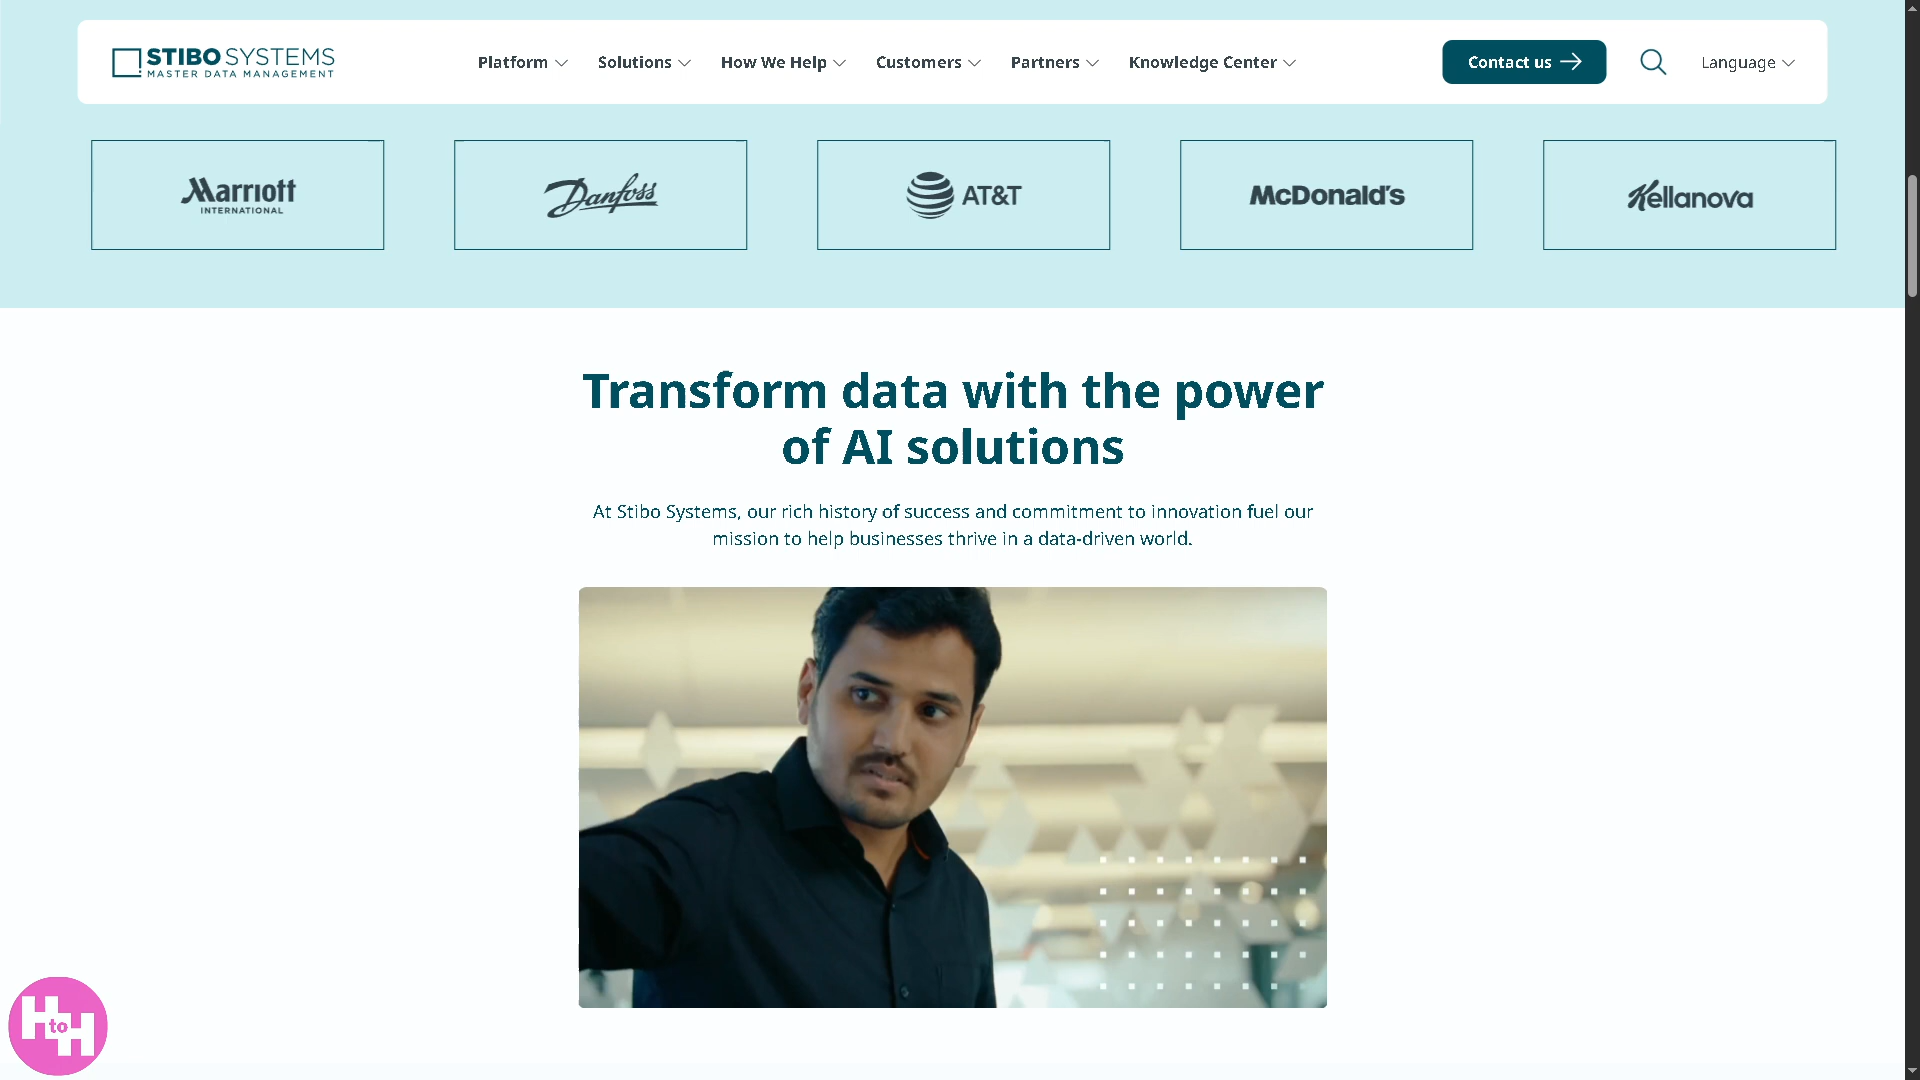 STIBO SYSTEMS
MASTER DATA MANAGEMENT
Platform
Solutions
How We Help
Customers
Partners
Knowledge Center
Contact us
Language
Marriott
INTERNATIONAL
Danfoss
AT&T
McDonald's
Kellanova
Transform data with the power
of AI solutions
At Stibo Systems, our rich history of success and commitment to innovation fuel our
mission to help businesses thrive in a data-driven world.
H to H